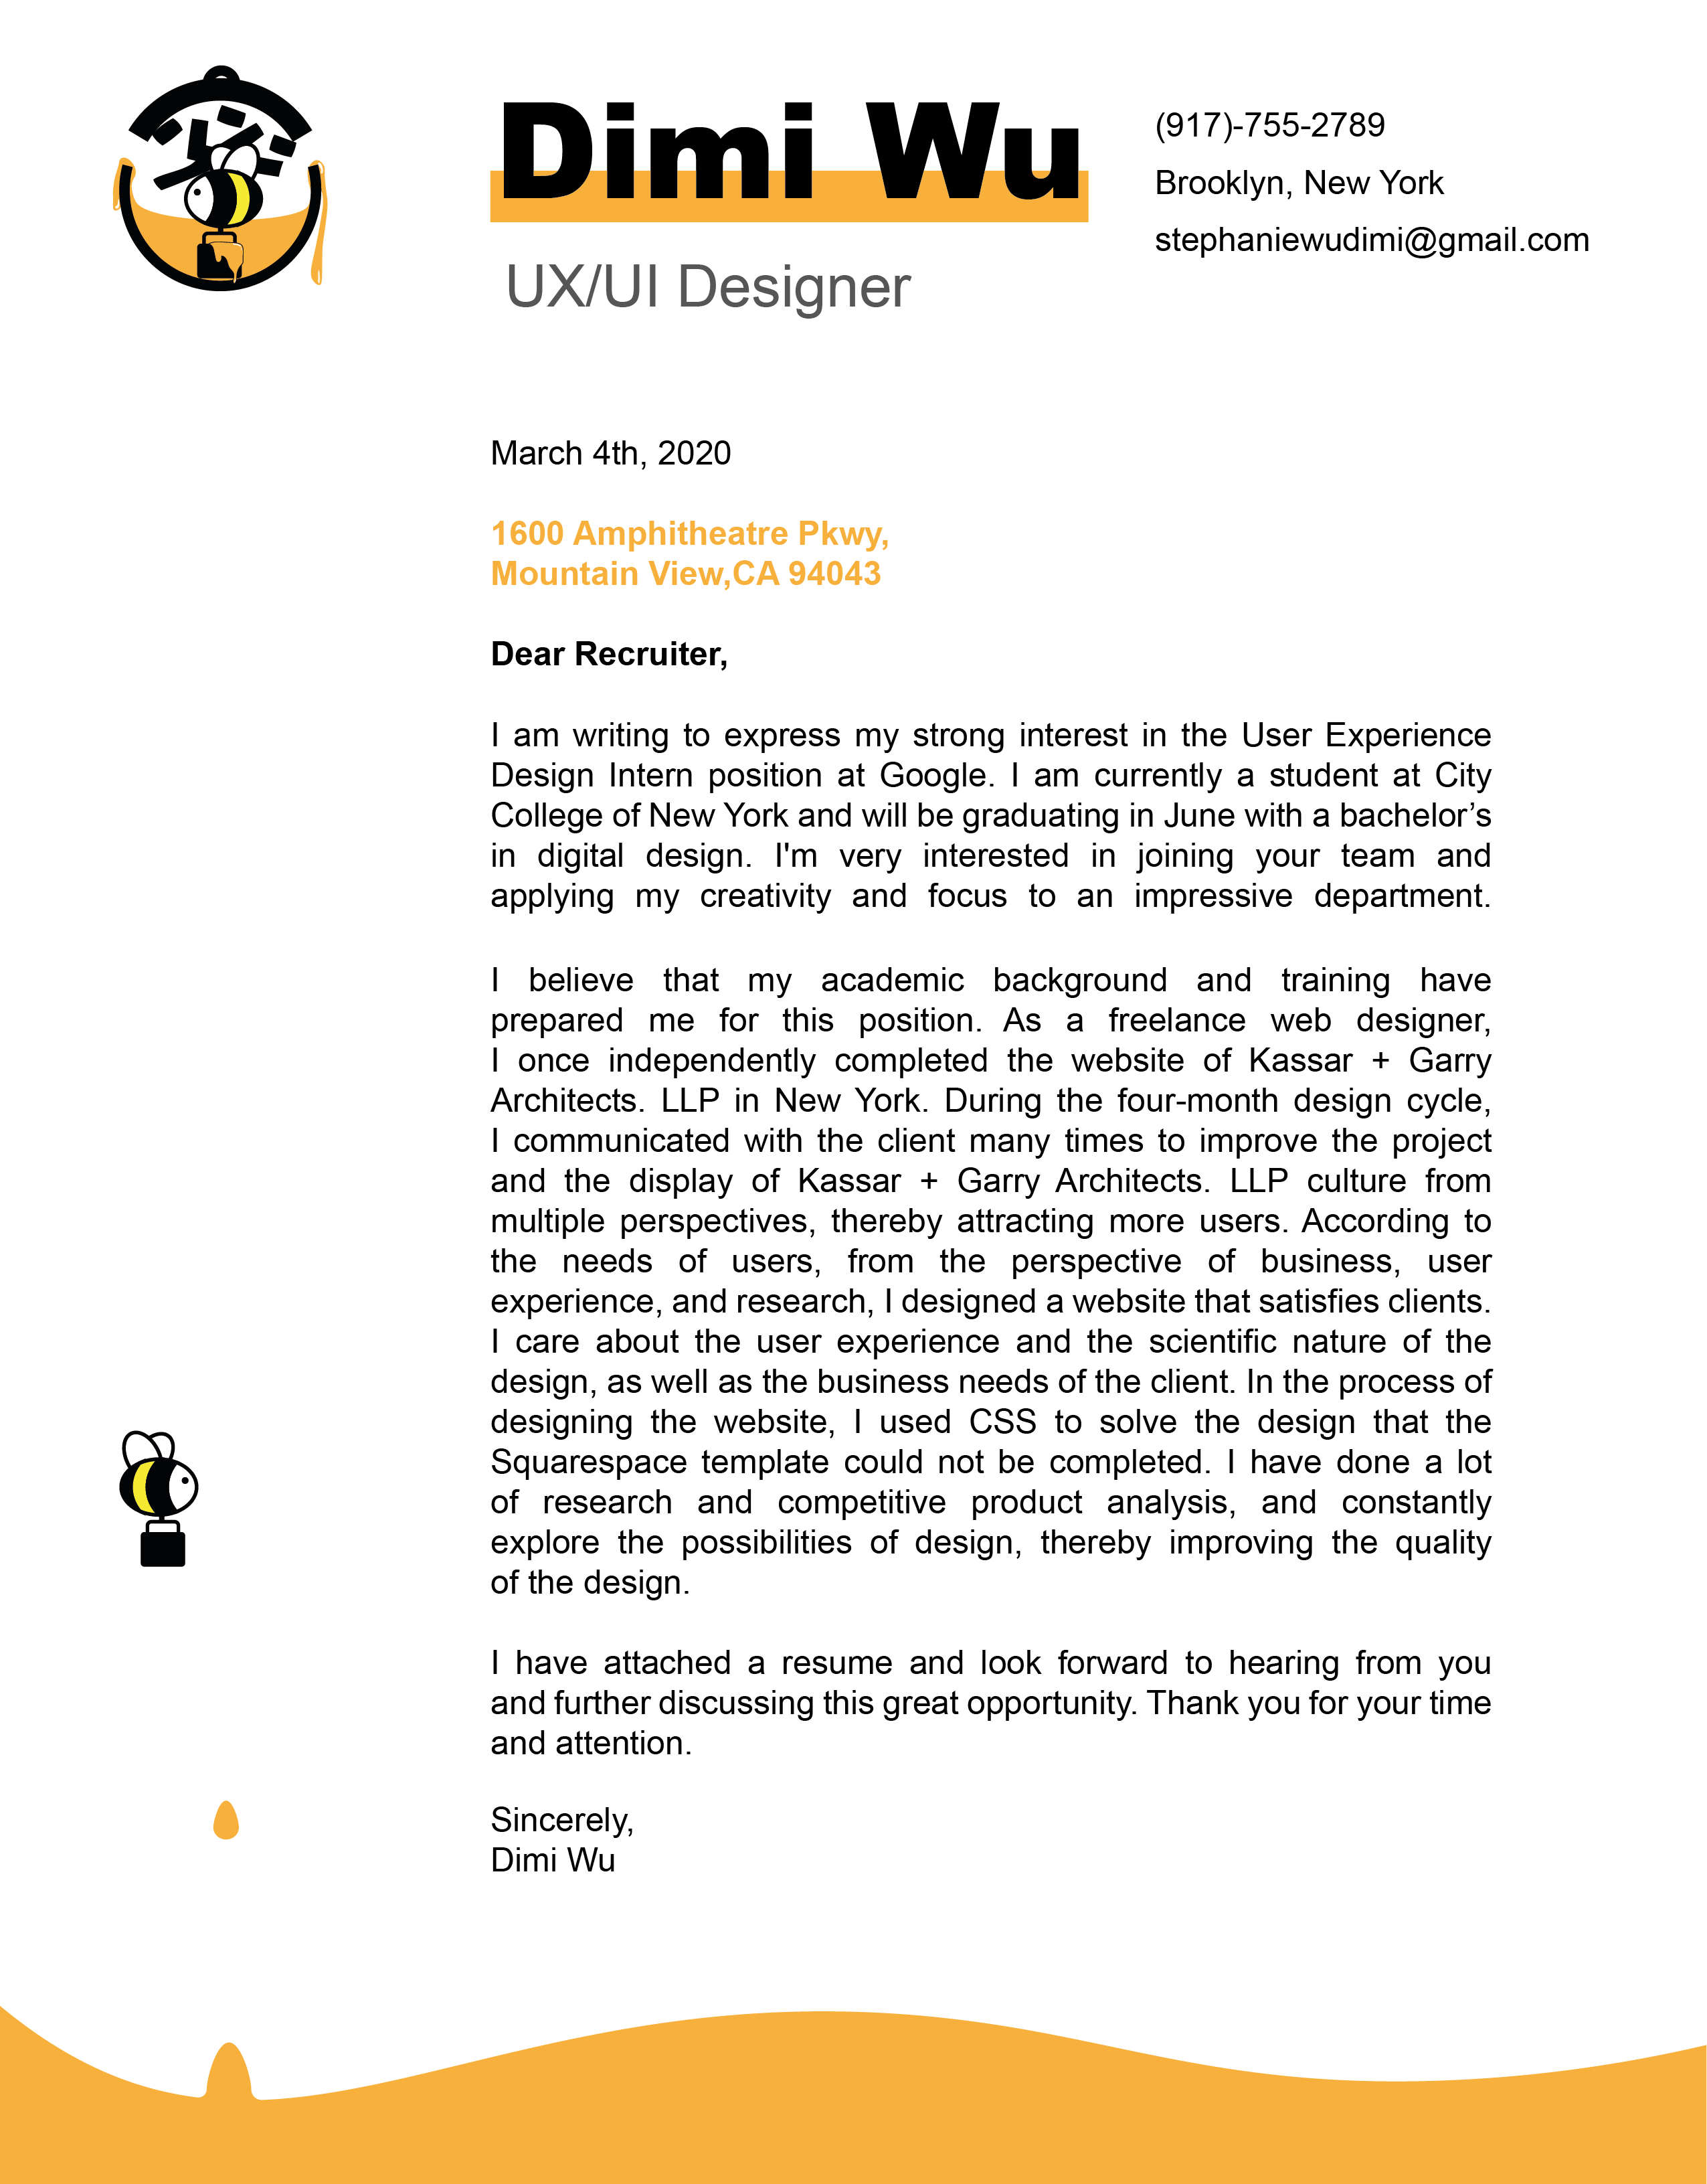 Dimi Wu
UX/UI Designer
(917)-755-2789
Brooklyn, New York
stephaniewudimi@gmail.com
March 4th, 2020
1600 Amphitheatre Pkwy,
Mountain View,CA 94043
Dear Recruiter,
I am writing to express my strong interest in the User Experience
Design Intern position at Google. I am currently a student at City
College of New York and will be graduating in June with a bachelor’s
in digital design. I'm very interested in joining your team and
applying my creativity and focus to an impressive department.
I believe that my academic background and training have
prepared me for this position. As a freelance web designer,
I once independently completed the website of Kassar + Garry
Architects. LLP in New York. During the four-month design cycle,
I communicated with the client many times to improve the project
and the display of Kassar + Garry Architects. LLP culture from
multiple perspectives, thereby attracting more users. According to
the needs of users, from the perspective of business, user
experience, and research, I designed a website that satisfies clients.
I care about the user experience and the scientific nature of the
design, as well as the business needs of the client. In the process of
designing the website, I used CSS to solve the design that the
Squarespace template could not be completed. I have done a lot
of research and competitive product analysis, and constantly
explore the possibilities of design, thereby improving the quality
of the design.
I have attached a resume and look forward to hearing from you
and further discussing this great opportunity. Thank you for your time
and attention.
Sincerely,
Dimi Wu